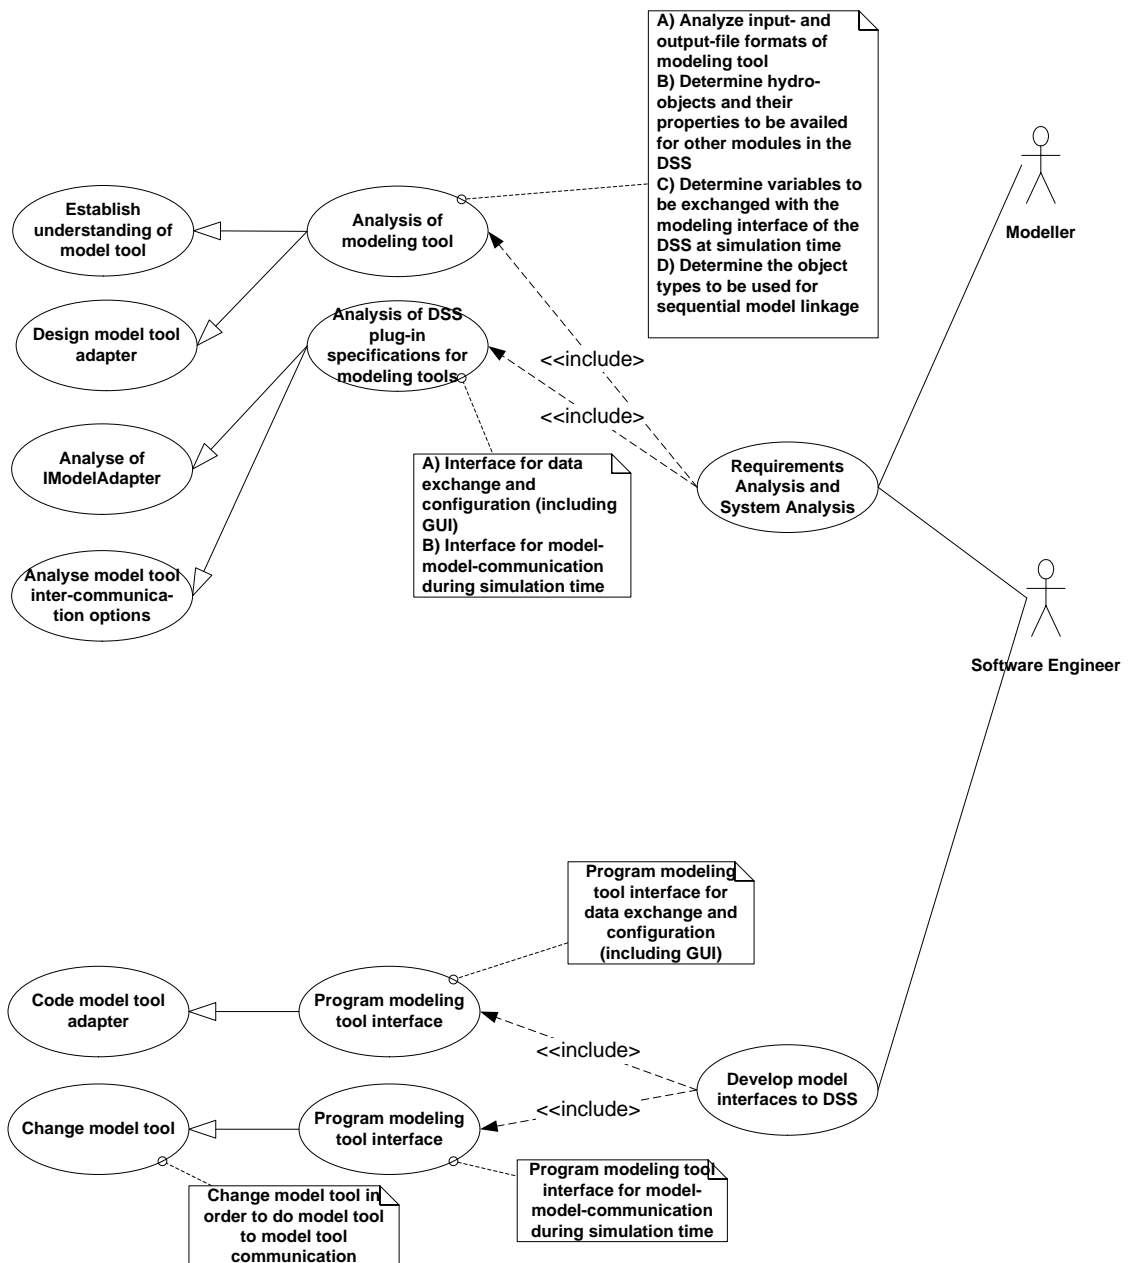 A) Analyze input- and
output-file formats of
modeling tool
B) Determine hydro-
objects and their
properties to be availed
for other modules in the
DSS
C) Determine variables to
be exchanged with the
modeling interface of the
DSS at simulation time
D) Determine the object
types to be used for
sequential model linkage
Modeller
Establish
understanding of
model tool
Analysis of
modeling tool
Design model tool
adapter
Analysis of DSS
plug-in
specifications for
modeling tools
<<include>
<<include>
Analyse of
IModelAdapter
A) Interface for data
exchange and
configuration (including
GUI)
B) Interface for model-
model-communication
during simulation time
Requirements
Analysis and
System Analysis
Analyse model tool
inter-communica-
tion options
Software Engineer
Program modeling
tool interface for
data exchange and
configuration
(including GUI)
Code model tool
adapter
Program modeling
tool interface
<<include>
Develop model
interfaces to DSS
<<include>
Change model tool
Program modeling
tool interface
Program modeling tool
interface for model-
model-communication
during simulation time
Change model tool in
order to do model tool
to model tool
communication